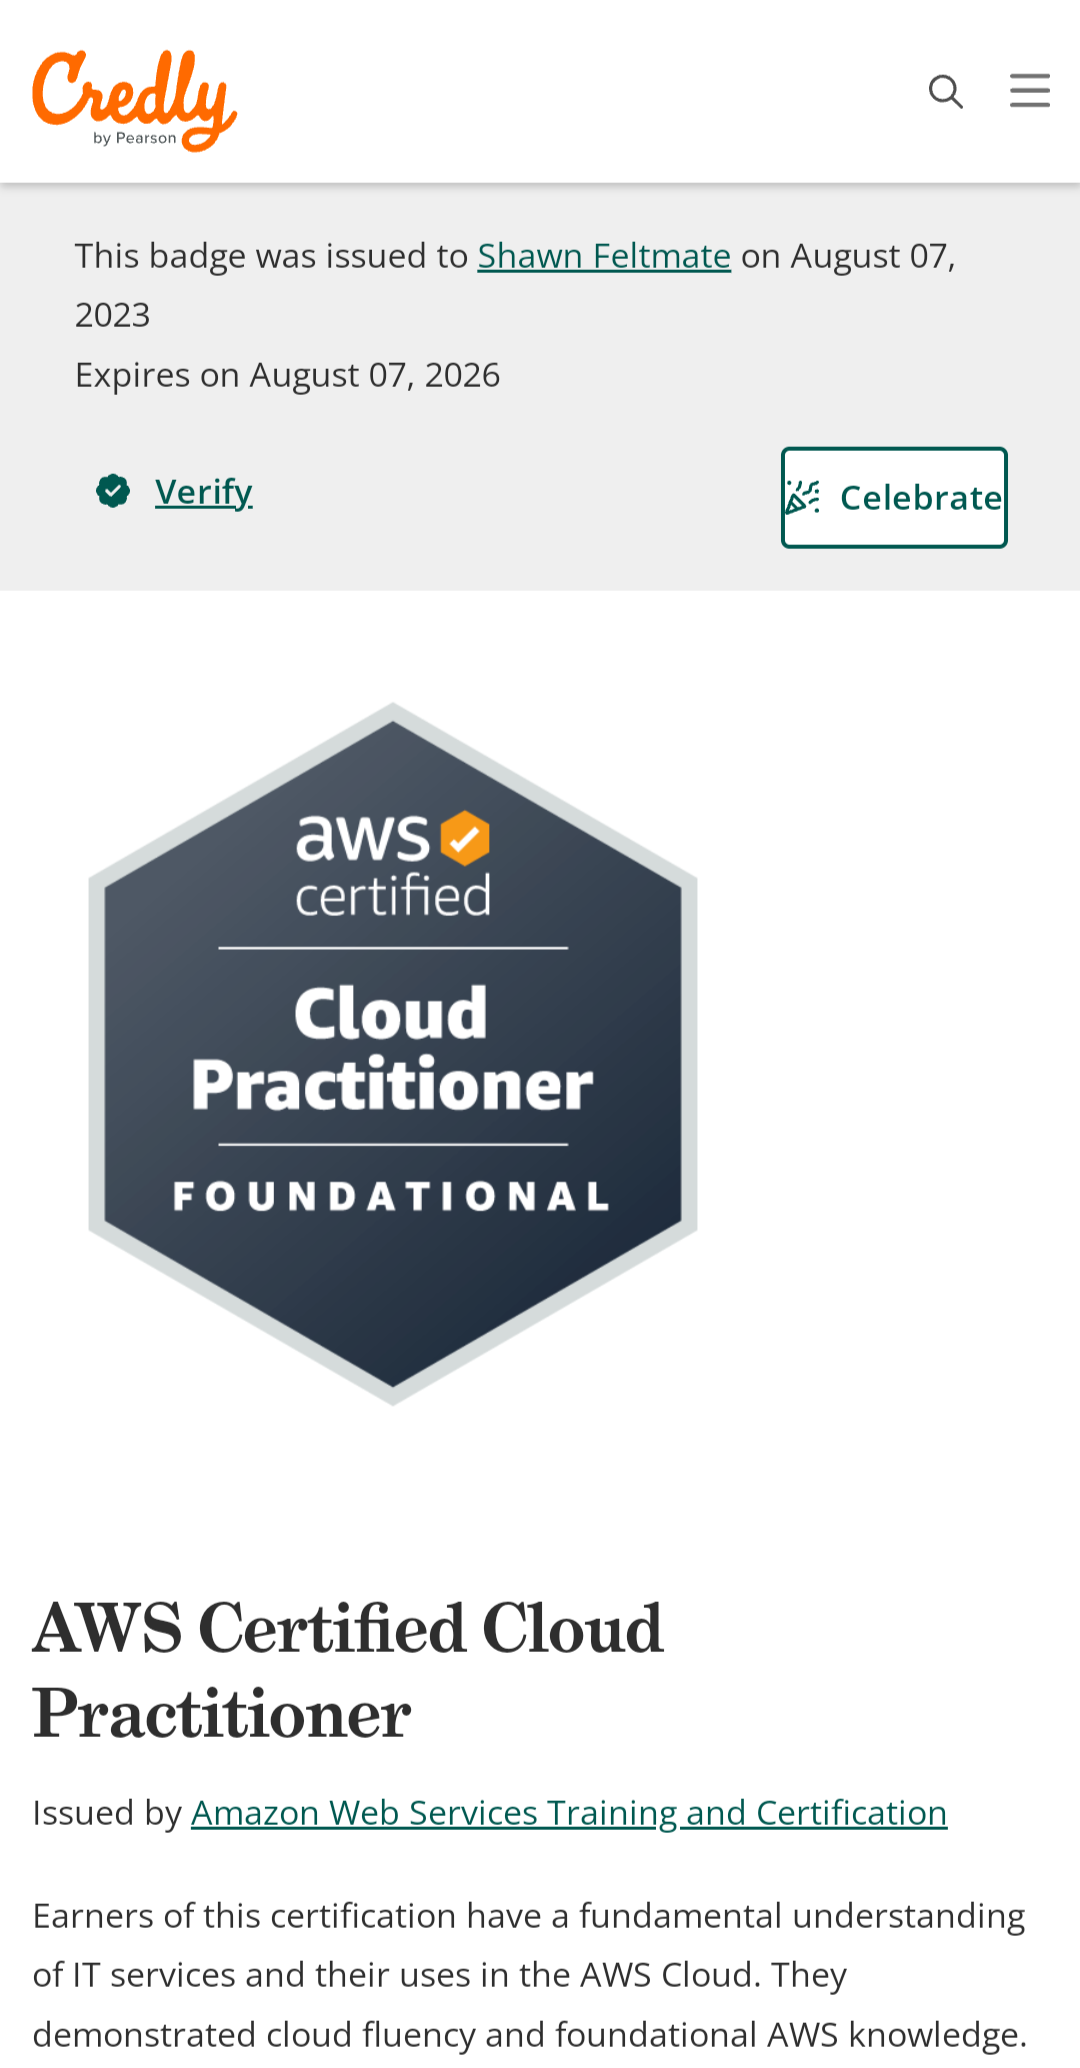 Credly
by Pearson
This badge was issued to Shawn Feltmate on August 07,
2023
Expires on August 07, 2026
Verify
Celebrate
aws
certified
Cloud
Practitioner
FOUNDATIONAL
AWS Certified Cloud
Practitioner
Issued by Amazon Web Services Training and Certification
Earners of this certification have a fundamental understanding
of IT services and their uses in the AWS Cloud. They
demonstrated cloud fluency and foundational AWS knowledge.